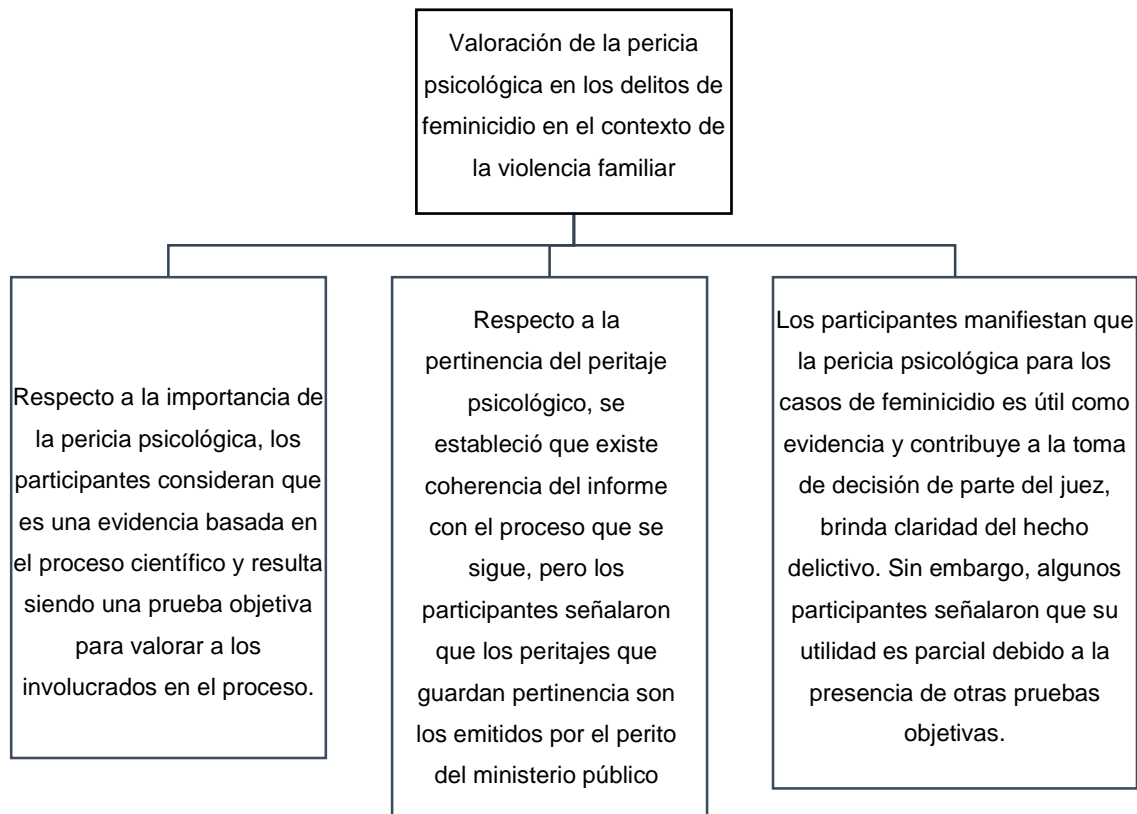 Valoración de la pericia
psicológica en los delitos de
feminicidio en el contexto de
la violencia familiar
Respecto a la importancia de
la pericia psicológica, los
participantes consideran que
es una evidencia basada en
el proceso científico y resulta
siendo una prueba objetiva
para valorar a los
involucrados en el proceso.
Respecto a la
pertinencia del peritaje
psicológico, se
estableció que existe
coherencia del informe
con el proceso que se
sigue, pero los
participantes señalaron
que los peritajes que
guardan pertinencia son
los emitidos por el perito
del ministerio público
Los participantes manifiestan que
la pericia psicológica para los
casos de feminicidio es útil como
evidencia y contribuye a la toma
de decisión de parte del juez,
brinda claridad del hecho
delictivo. Sin embargo, algunos
participantes señalaron que su
utilidad es parcial debido a la
presencia de otras pruebas
objetivas.